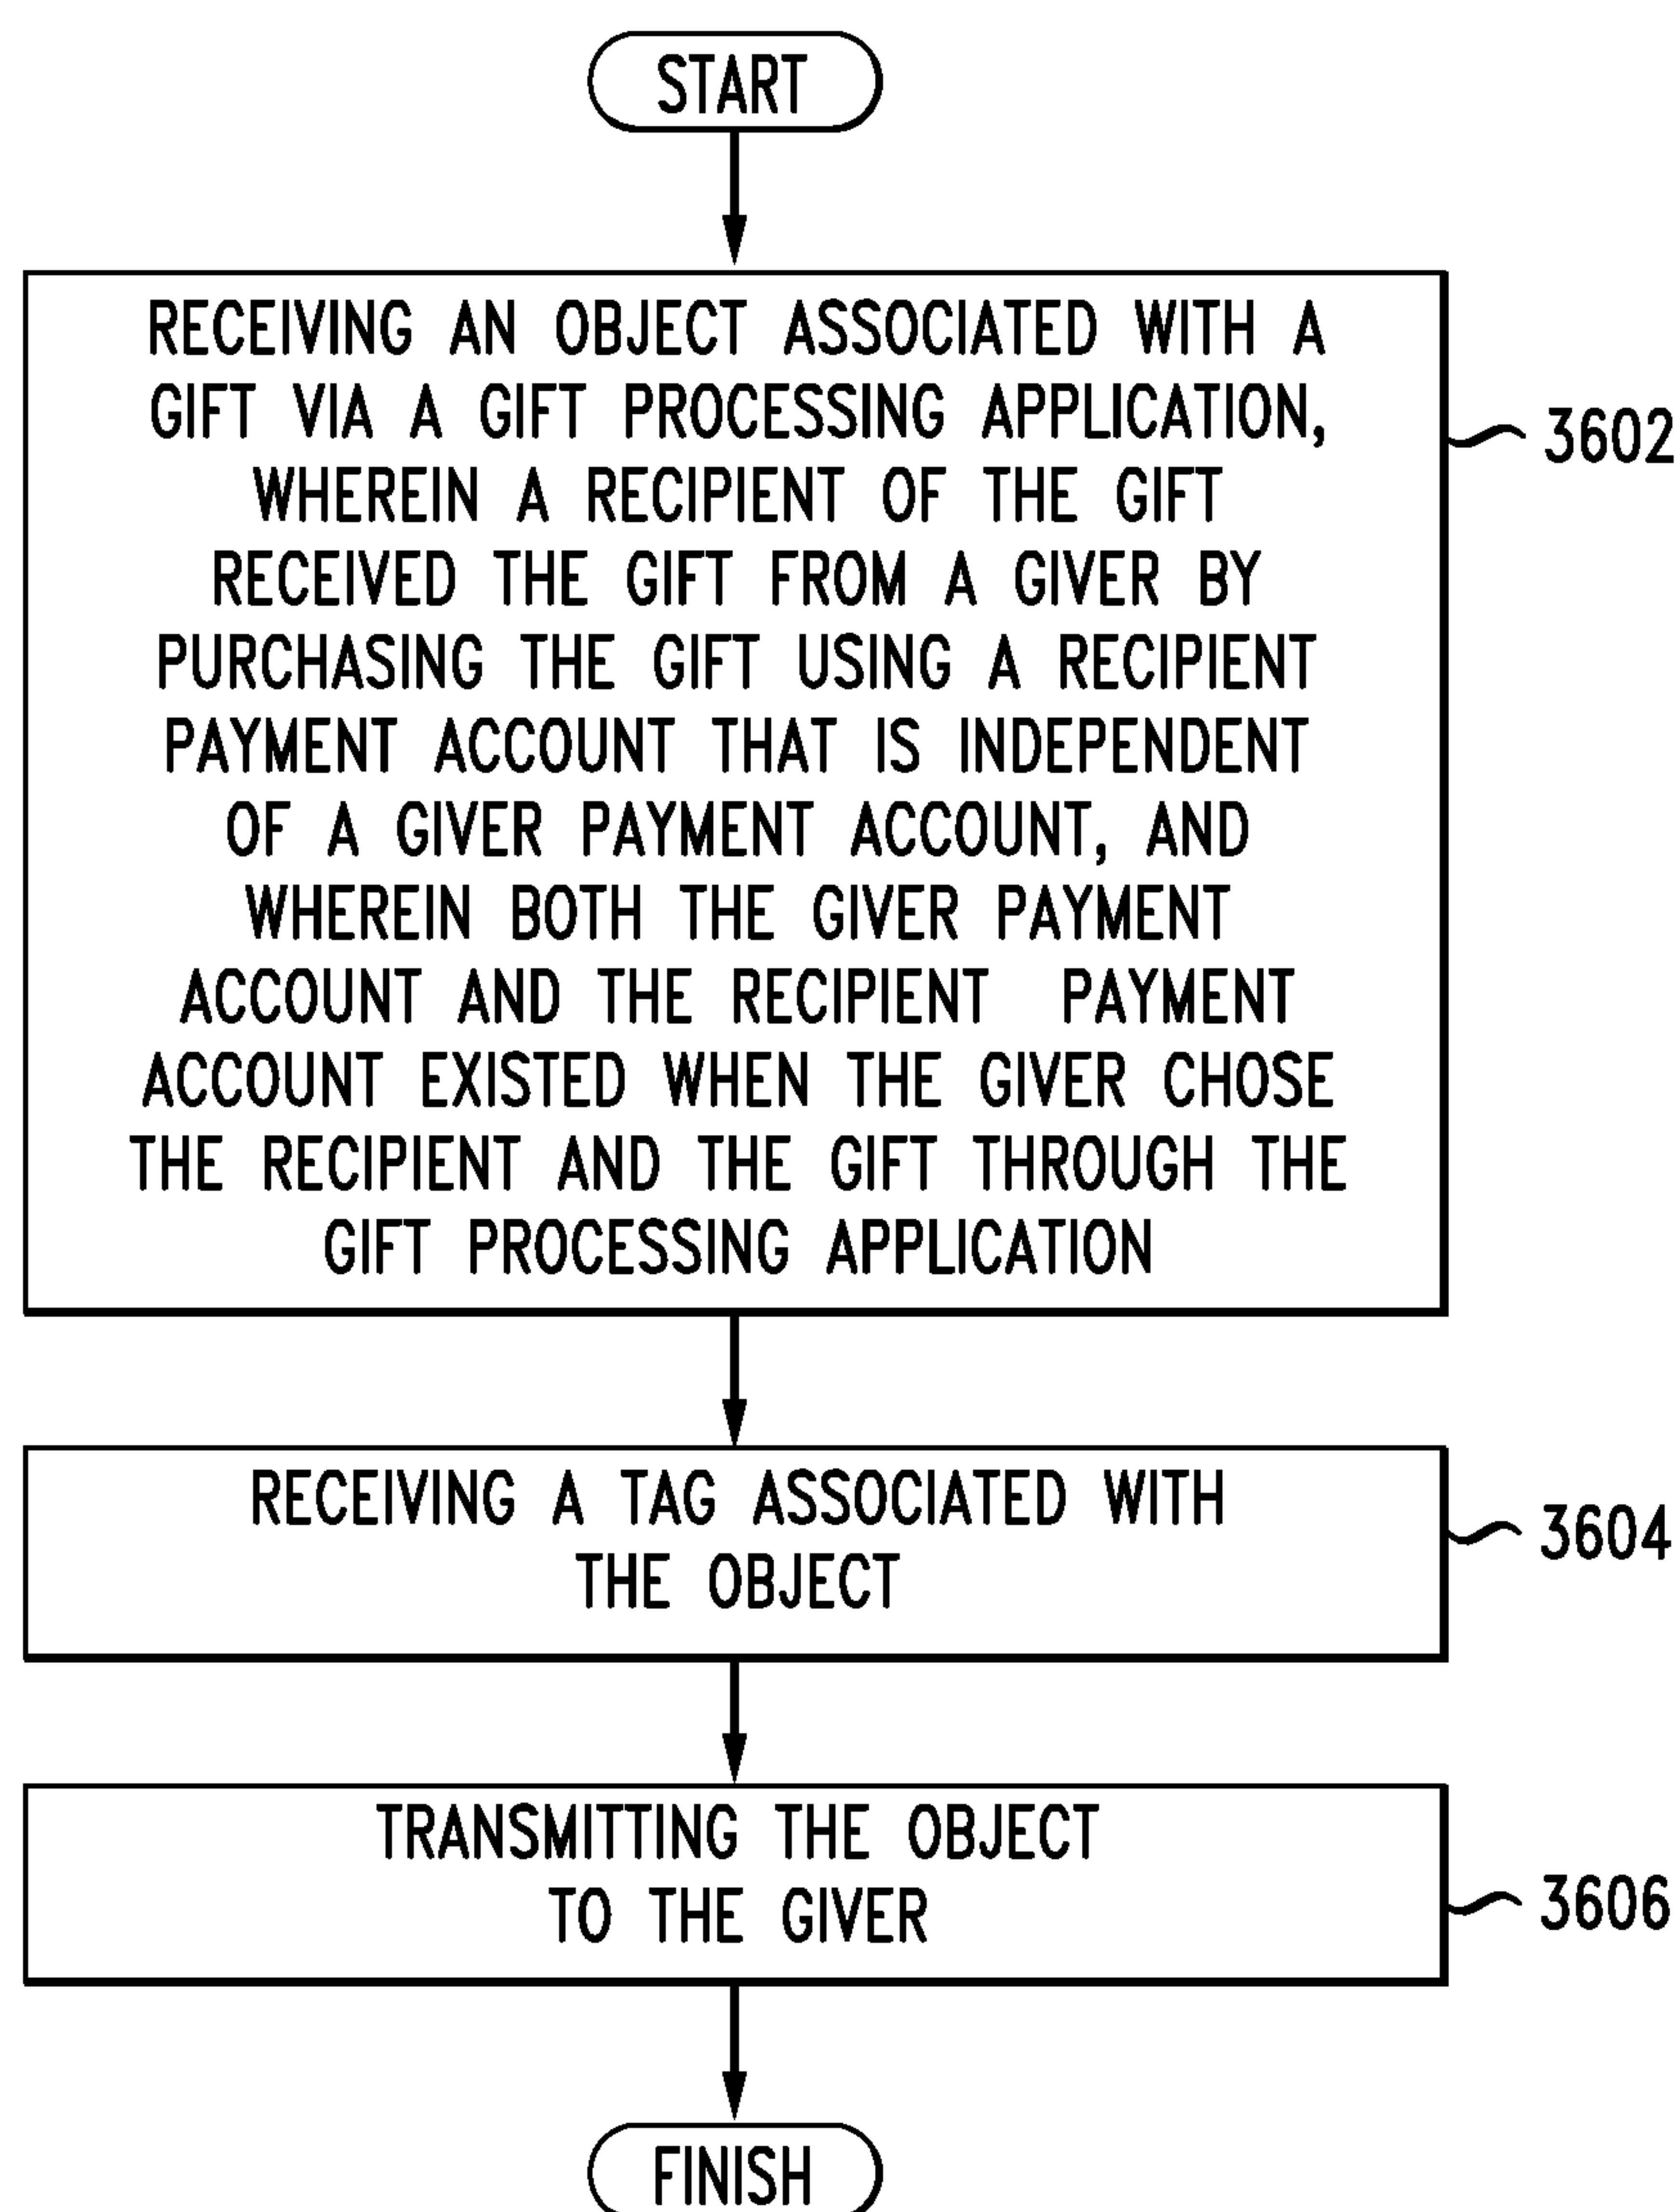 START
RECEIVING AN OBJECT ASSOCIATED WITH A
GIFT VIA A GIFT PROCESSING APPLICATION,
WHEREIN A RECIPIENT OF THE GIFT
RECEIVED THE GIFT FROM A GIVER BY
PURCHASING THE GIFT USING A RECIPIENT
PAYMENT ACCOUNT THAT IS INDEPENDENT
OF A GIVER PAYMENT ACCOUNT, AND
WHEREIN BOTH THE GIVER PAYMENT
ACCOUNT AND THE RECIPIENT PAYMENT
ACCOUNT EXISTED WHEN THE GIVER CHOSE
THE RECIPIENT AND THE GIFT THROUGH THE
GIFT PROCESSING APPLICATION
3602
RECEIVING A TAG ASSOCIATED WITH
THE OBJECT
3604
TRANSMITTING THE OBJECT
TO THE GIVER
3606
FINISH